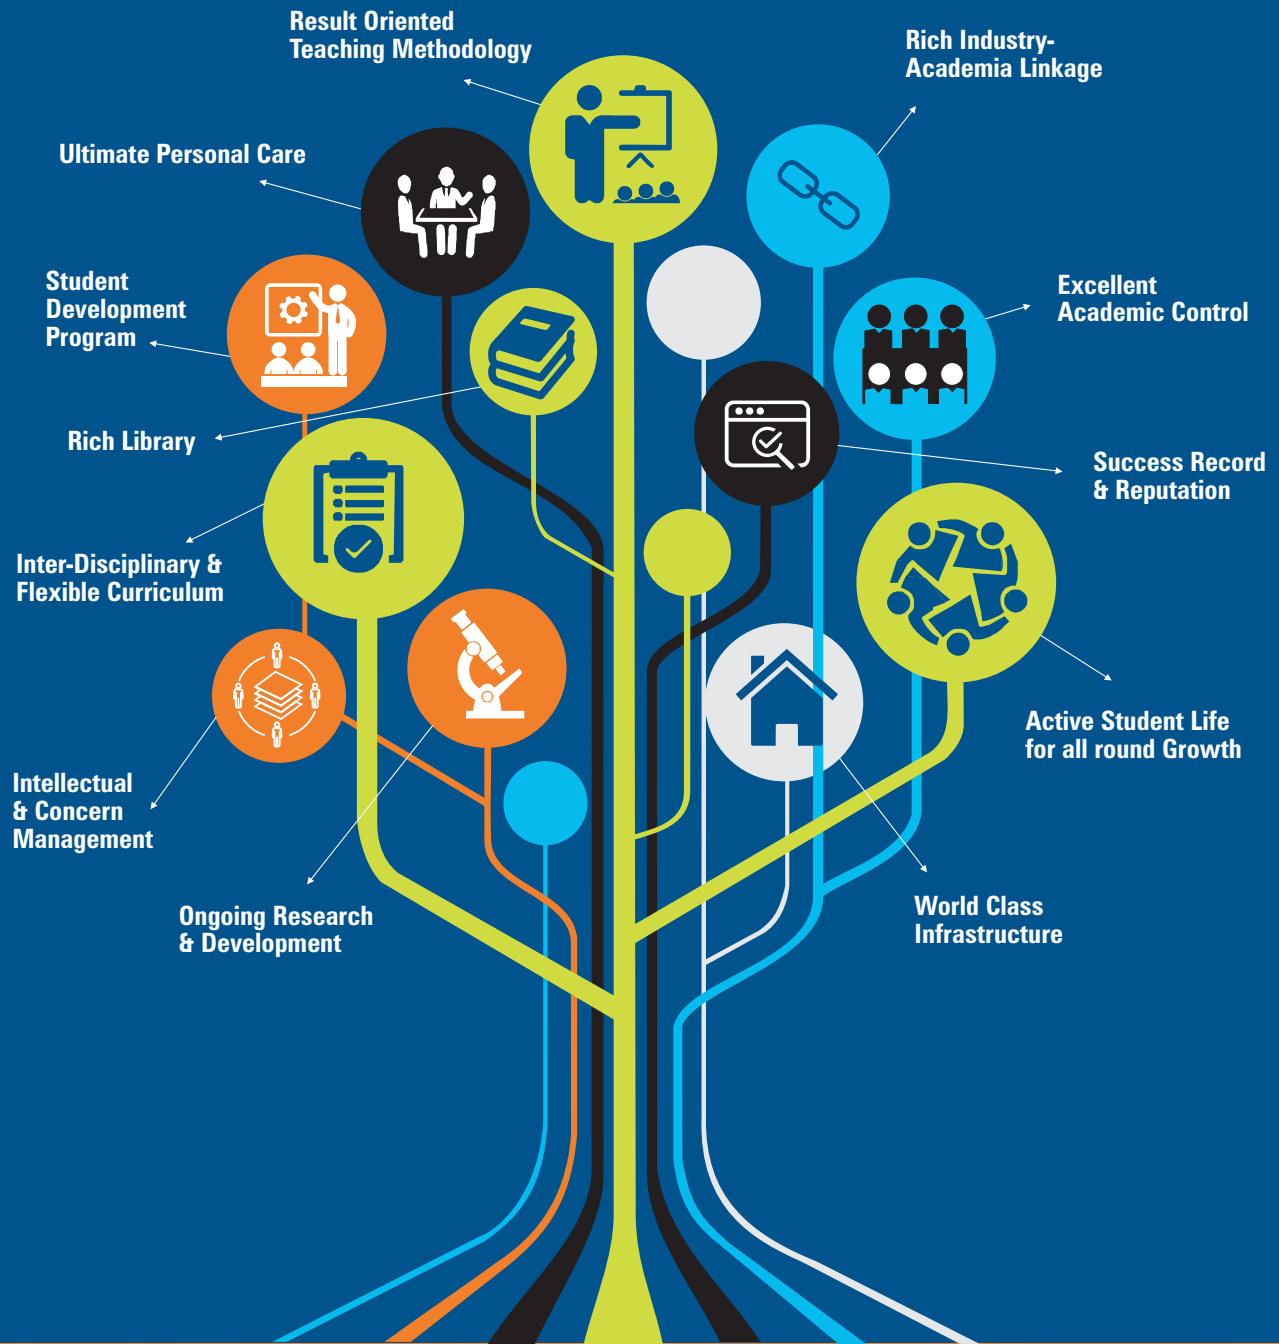 Result Oriented
Teaching Methodology
Rich Industry-
Academia Linkage
Ultimate Personal Care
Student
Development
Program
Excellent
Academic Control
Rich Library
Success Record
& Reputation
Inter-Disciplinary &
Flexible Curriculum
Active Student Life
for all round Growth
Intellectual
& Concern
Management
Ongoing Research
& Development
World Class
Infrastructure